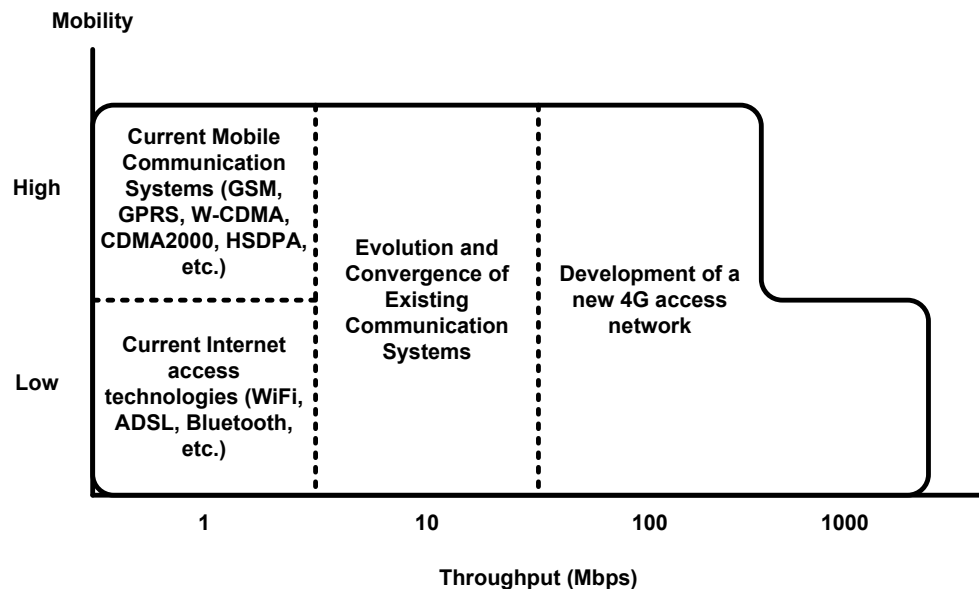 Mobility
High
Current Mobile
Communication
Systems (GSM,
GPRS, W-CDMA,
CDMA2000, HSDPA,
etc.)
Evolution and
Convergence of
Existing
Communication
Systems
Development of a
new 4G access
network
Low
Current Internet
access
technologies (WiFi,
ADSL, Bluetooth,
etc.)
1 10 100 1000
Throughput (Mbps)